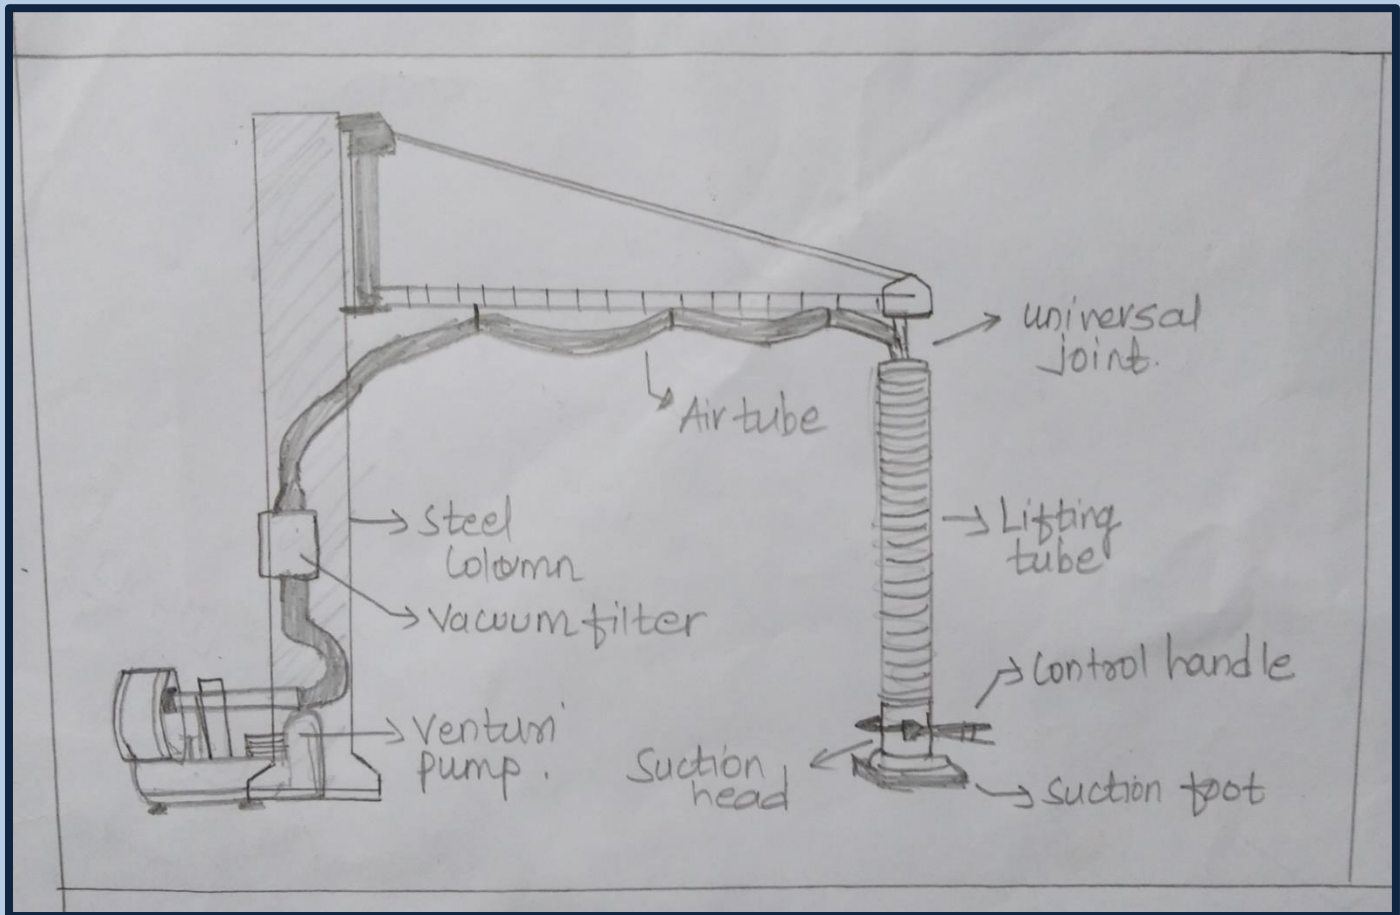 universal
joint.
Air tube
Steel
Column
Lifting
tube
Vacuum filter
Control handle
Venturi
pump.
Suction
head
Suction foot